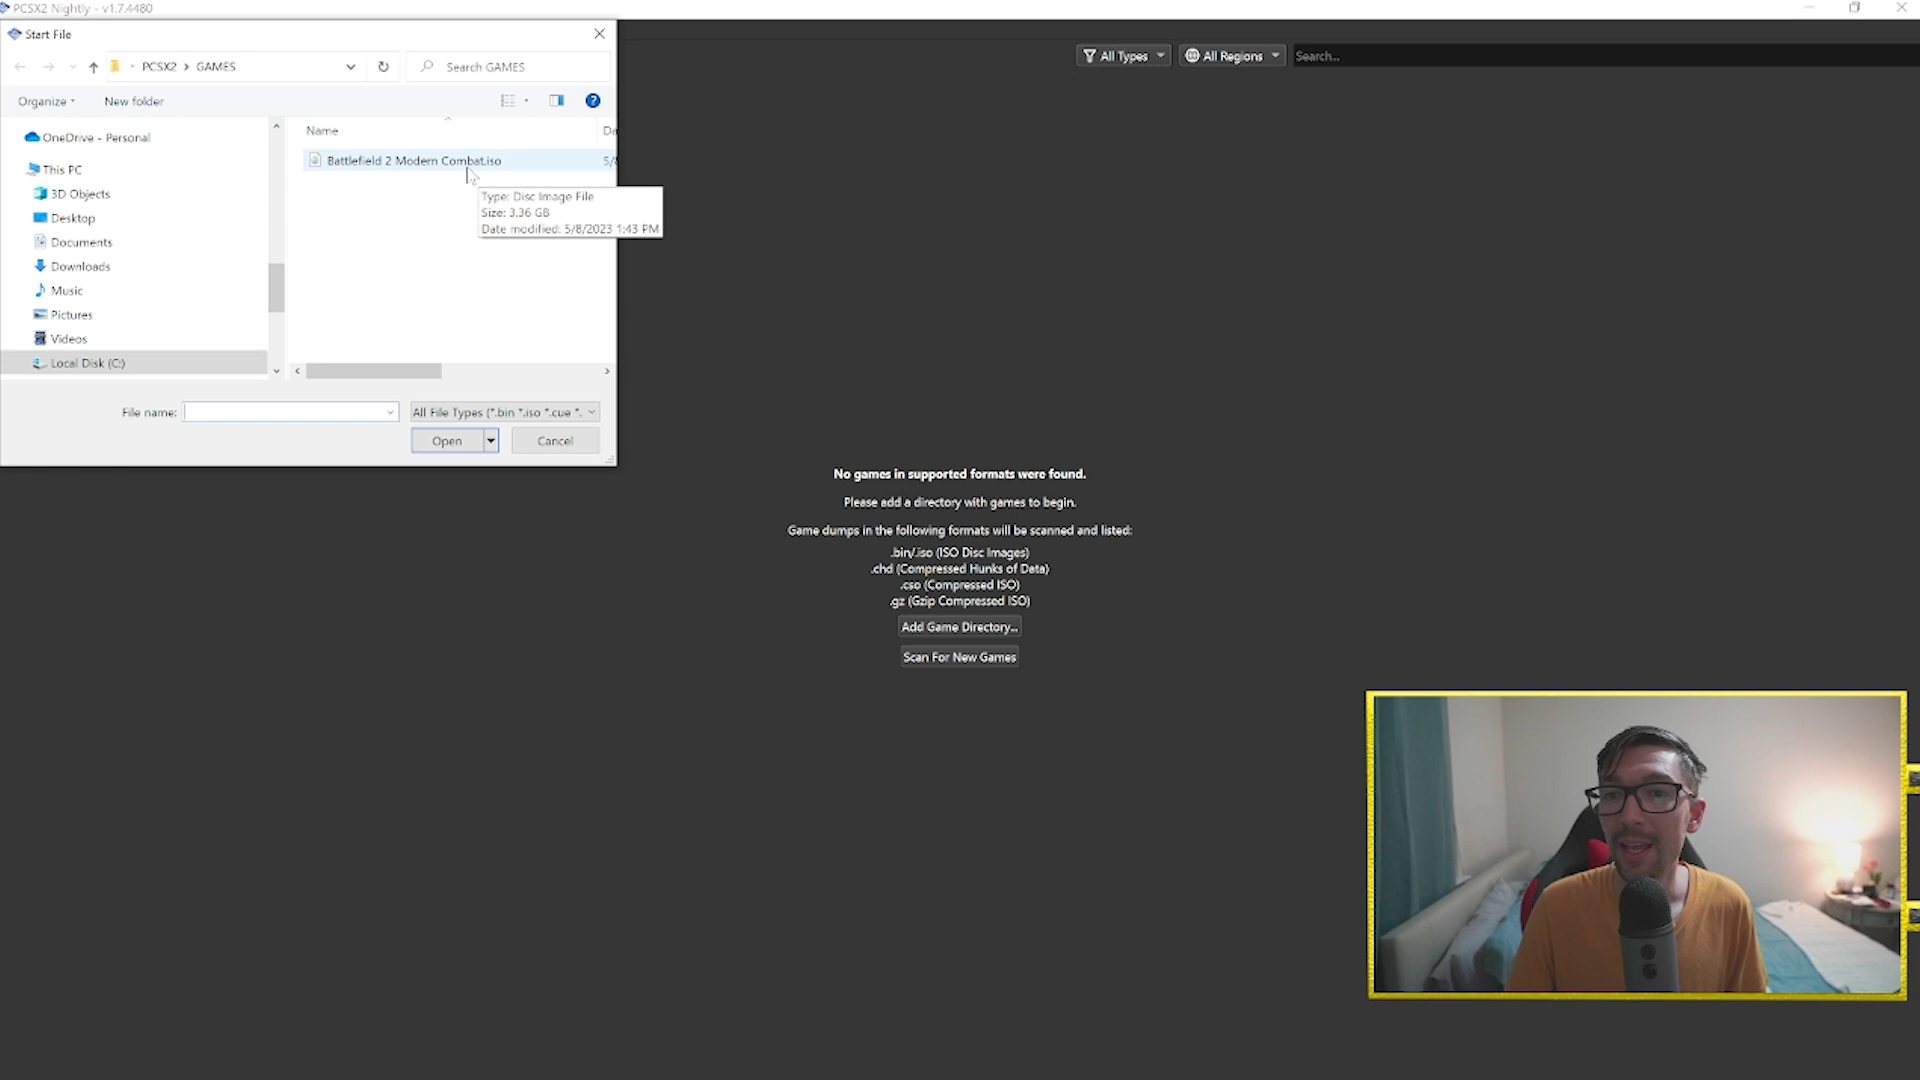 PCSX2 Nightly - v1.7.4480
Start File
PCSX2 > GAMES
Search GAMES
All Types
All Regions
Search...
Organize
New folder
OneDrive - Personal
This PC
3D Objects
Desktop
Documents
Downloads
Music
Pictures
Videos
Local Disk (C:)
Name
Da
Battlefield 2 Modern Combat.iso
5/8
Type: Disc Image File
Size: 3.36 GB
Date modified: 5/8/2023 1:43 PM
File name:
All File Types (*.bin *.iso *.cue *.
Open
Cancel
No games in supported formats were found.
Please add a directory with games to begin.
Game dumps in the following formats will be scanned and listed:
.bin/.iso (ISO Disc Images)
.chd (Compressed Hunks of Data)
.cso (Compressed ISO)
.gz (Gzip Compressed ISO)
Add Game Directory...
Scan For New Games